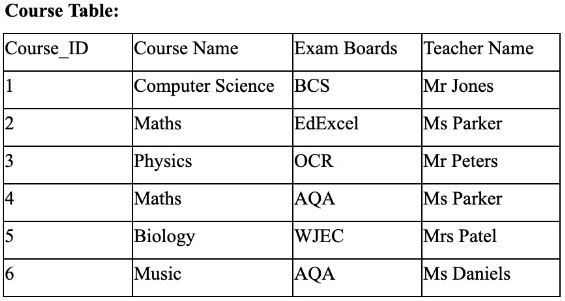 Course Table:
Course_ID Course Name Exam Boards Teacher Name
1 Computer Science BCS Mr Jones
2 Maths EdExcel Ms Parker
3 Physics OCR Mr Peters
4 Maths AQA Ms Parker
5 Biology WJEC Mrs Patel
6 Music AQA Ms Daniels